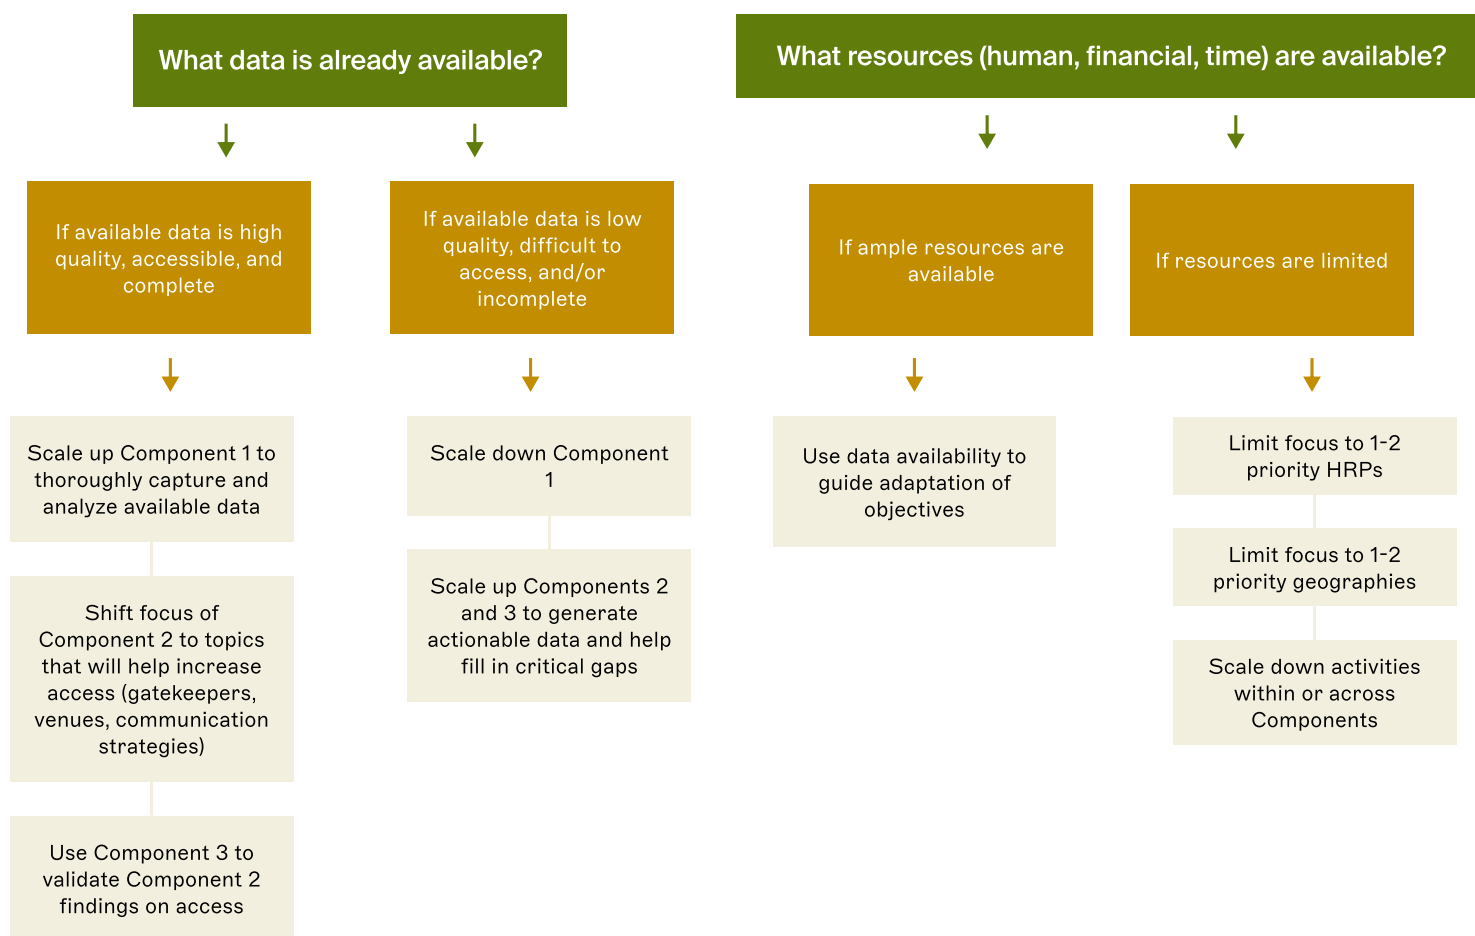 What data is already available?
If available data is high
quality, accessible, and
complete
Scale up Component 1 to
thoroughly capture and
analyze available data
Shift focus of
Component 2 to topics
that will help increase
access (gatekeepers,
venues, communication
strategies)
Use Component 3 to
validate Component 2
findings on access
If available data is low
quality, difficult to
access, and/or
incomplete
Scale down Component
1
Scale up Components 2
and 3 to generate
actionable data and help
fill in critical gaps
What resources (human, financial, time) are available?
If ample resources are
available
Use data availability to
guide adaptation of
objectives
If resources are limited
Limit focus to 1-2
priority HRPs
Limit focus to 1-2
priority geographies
Scale down activities
within or across
Components